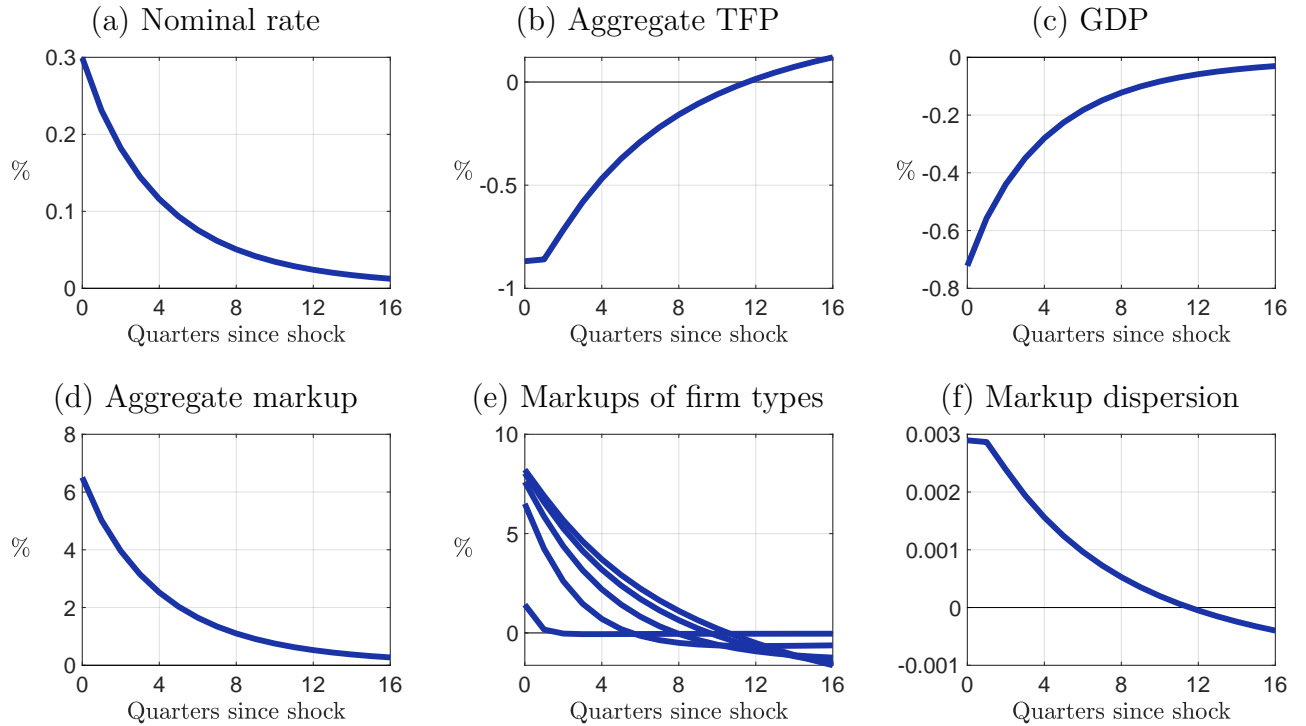 (a) Nominal rate
0.3
0.2
%
0.1
0
0 4 8 12 16
Quarters since shock
(b) Aggregate TFP
0
%
-0.5
-1
0 4 8 12 16
Quarters since shock
(c) GDP
0
-0.2
%
-0.4
-0.6
-0.8
0 4 8 12 16
Quarters since shock
(d) Aggregate markup
8
6
%
4
2
0
0 4 8 12 16
Quarters since shock
(e) Markups of firm types
10
5
%
0
0 4 8 12 16
Quarters since shock
(f) Markup dispersion
0.003
0.002
0.001
0
-0.001
0 4 8 12 16
Quarters since shock